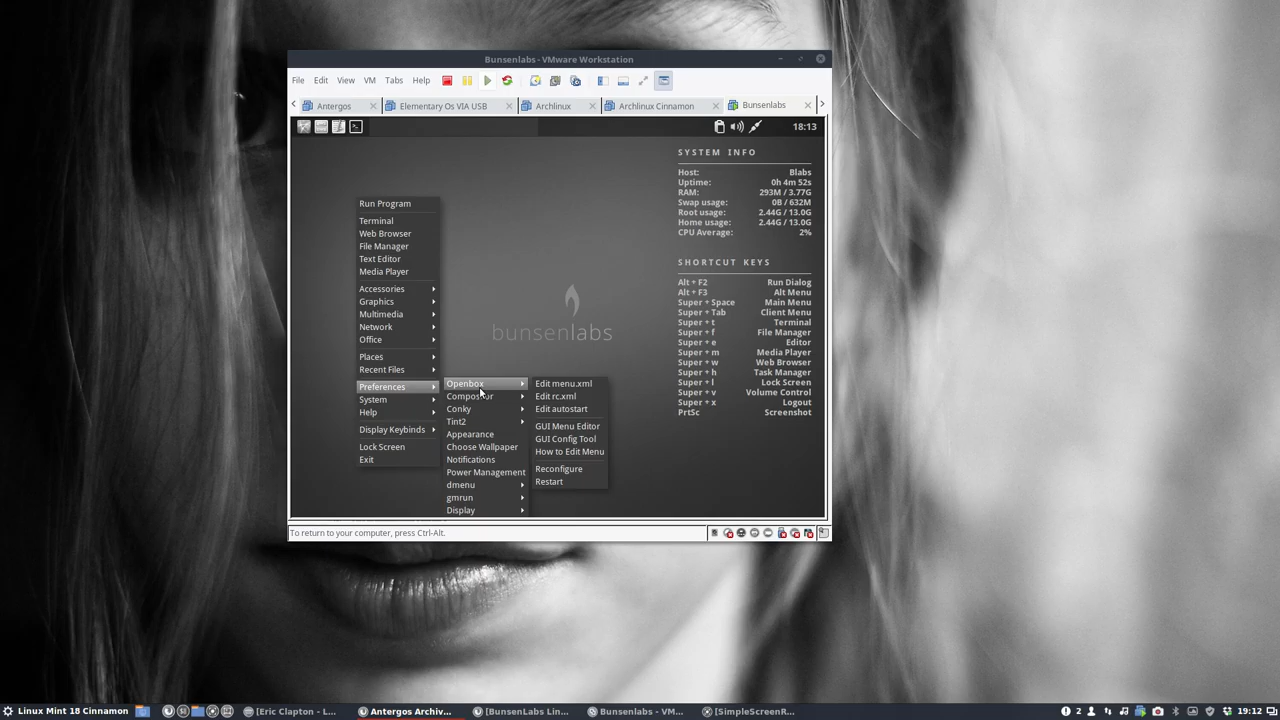 Bunsenlabs - VMware Workstation
File Edit View VM Tabs Help
Antergos Elementary Os VIA USB Archlinux Archlinux Cinnamon Bunsenlabs
18:13
SYSTEM INFO
Host: Blabs
Uptime: 0h 4m 52s
RAM: 293M / 3.77G
Swap usage: 0B / 632M
Root usage: 2.44G / 13.0G
Home usage: 2.44G / 13.0G
CPU Average: 2%
SHORTCUT KEYS
Alt + F2 Run Dialog
Alt + F3 Alt Menu
Super + Space Main Menu
Super + Tab Client Menu
Super + t Terminal
Super + f File Manager
Super + e Editor
Super + m Media Player
Super + w Web Browser
Super + h Task Manager
Super + l Lock Screen
Super + v Volume Control
Super + x Logout
PrtSc Screenshot
bunsenlabs
Run Program
Terminal
Web Browser
File Manager
Text Editor
Media Player
Accessories
Graphics
Multimedia
Network
Office
Places
Recent Files
Preferences
System
Help
Display Keybinds
Lock Screen
Exit
Openbox
Compositor
Conky
Tint2
Appearance
Choose Wallpaper
Notifications
Power Management
dmenu
gmrun
Display
Edit menu.xml
Edit rc.xml
Edit autostart
GUI Menu Editor
GUI Config Tool
How to Edit Menu
Reconfigure
Restart
To return to your computer, press Ctrl-Alt.
Linux Mint 18 Cinnamon [Eric Clapton - L... Antergos Archiv... [BunsenLabs Lin... Bunsenlabs - VM... [SimpleScreenR... 2 19:12